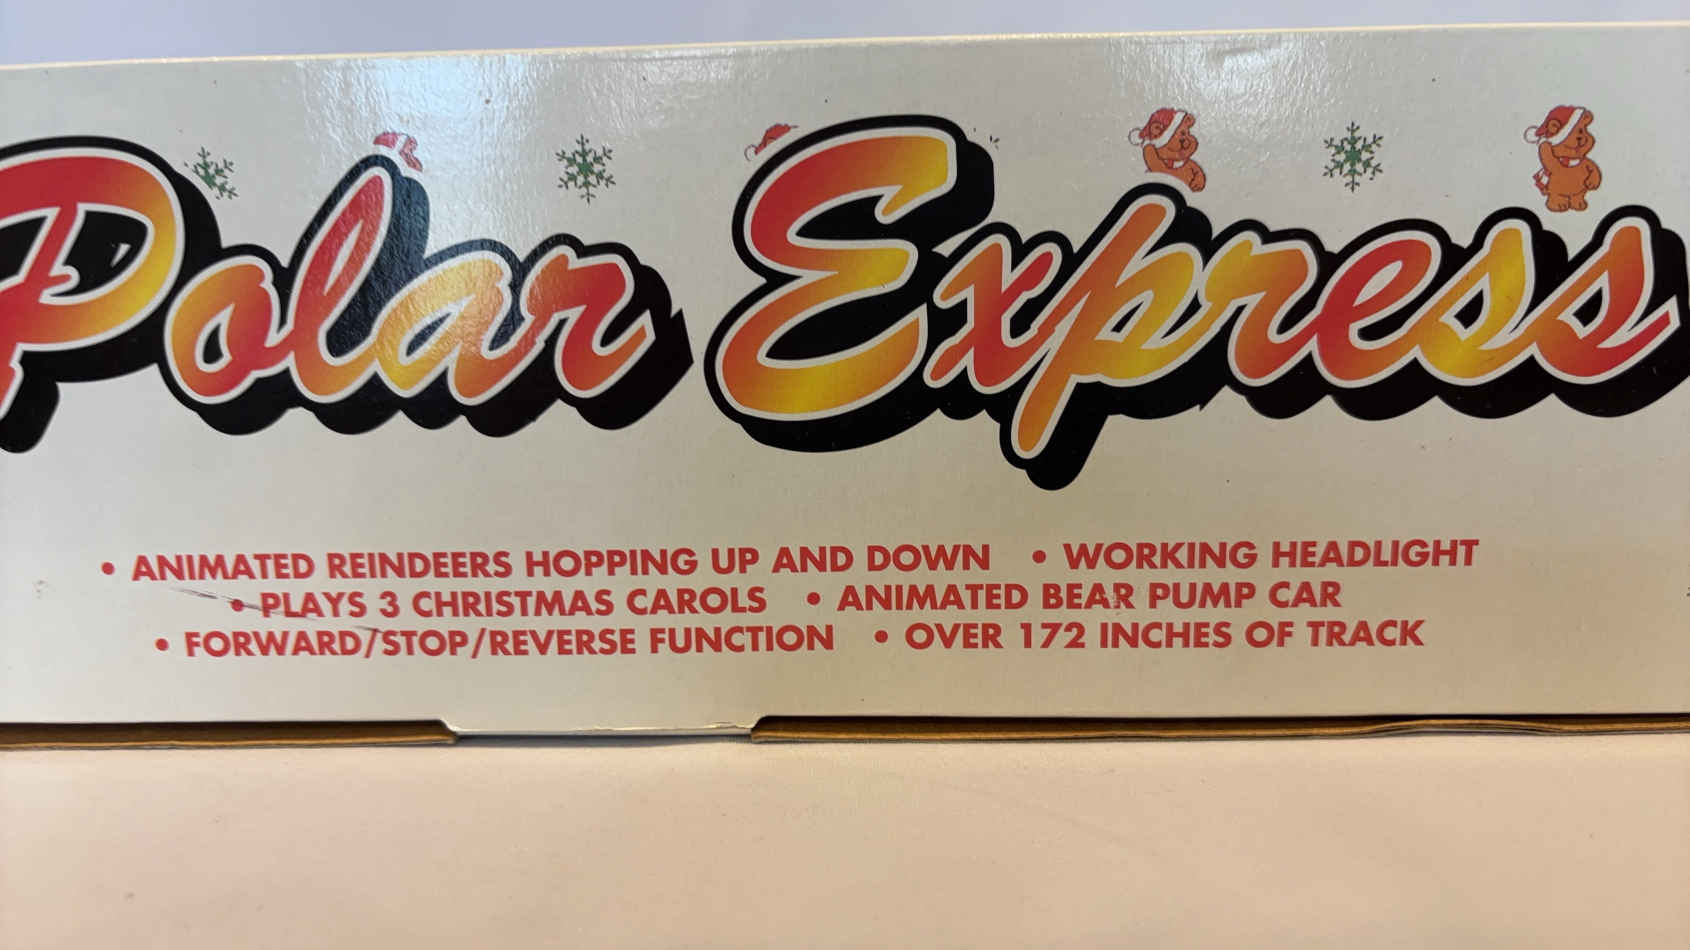 Polar Express
• ANIMATED REINDEERS HOPPING UP AND DOWN • WORKING HEADLIGHT
• PLAYS 3 CHRISTMAS CAROLS • ANIMATED BEAR PUMP CAR
• FORWARD/STOP/REVERSE FUNCTION • OVER 172 INCHES OF TRACK